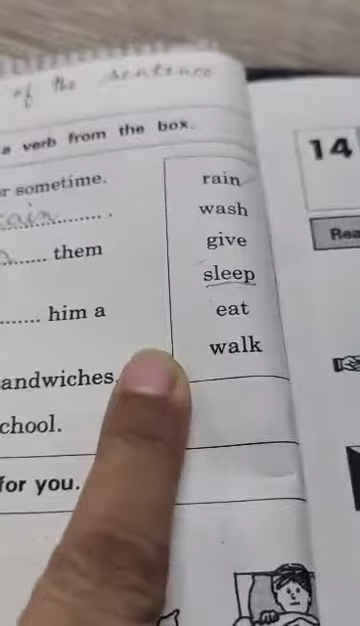 of the sentence
a verb from the box.
r sometime.
rain
ain .......... .
wash
...... them
give
sleep
....... him a
eat
walk
andwiches.
chool.
for you.
14
Rea